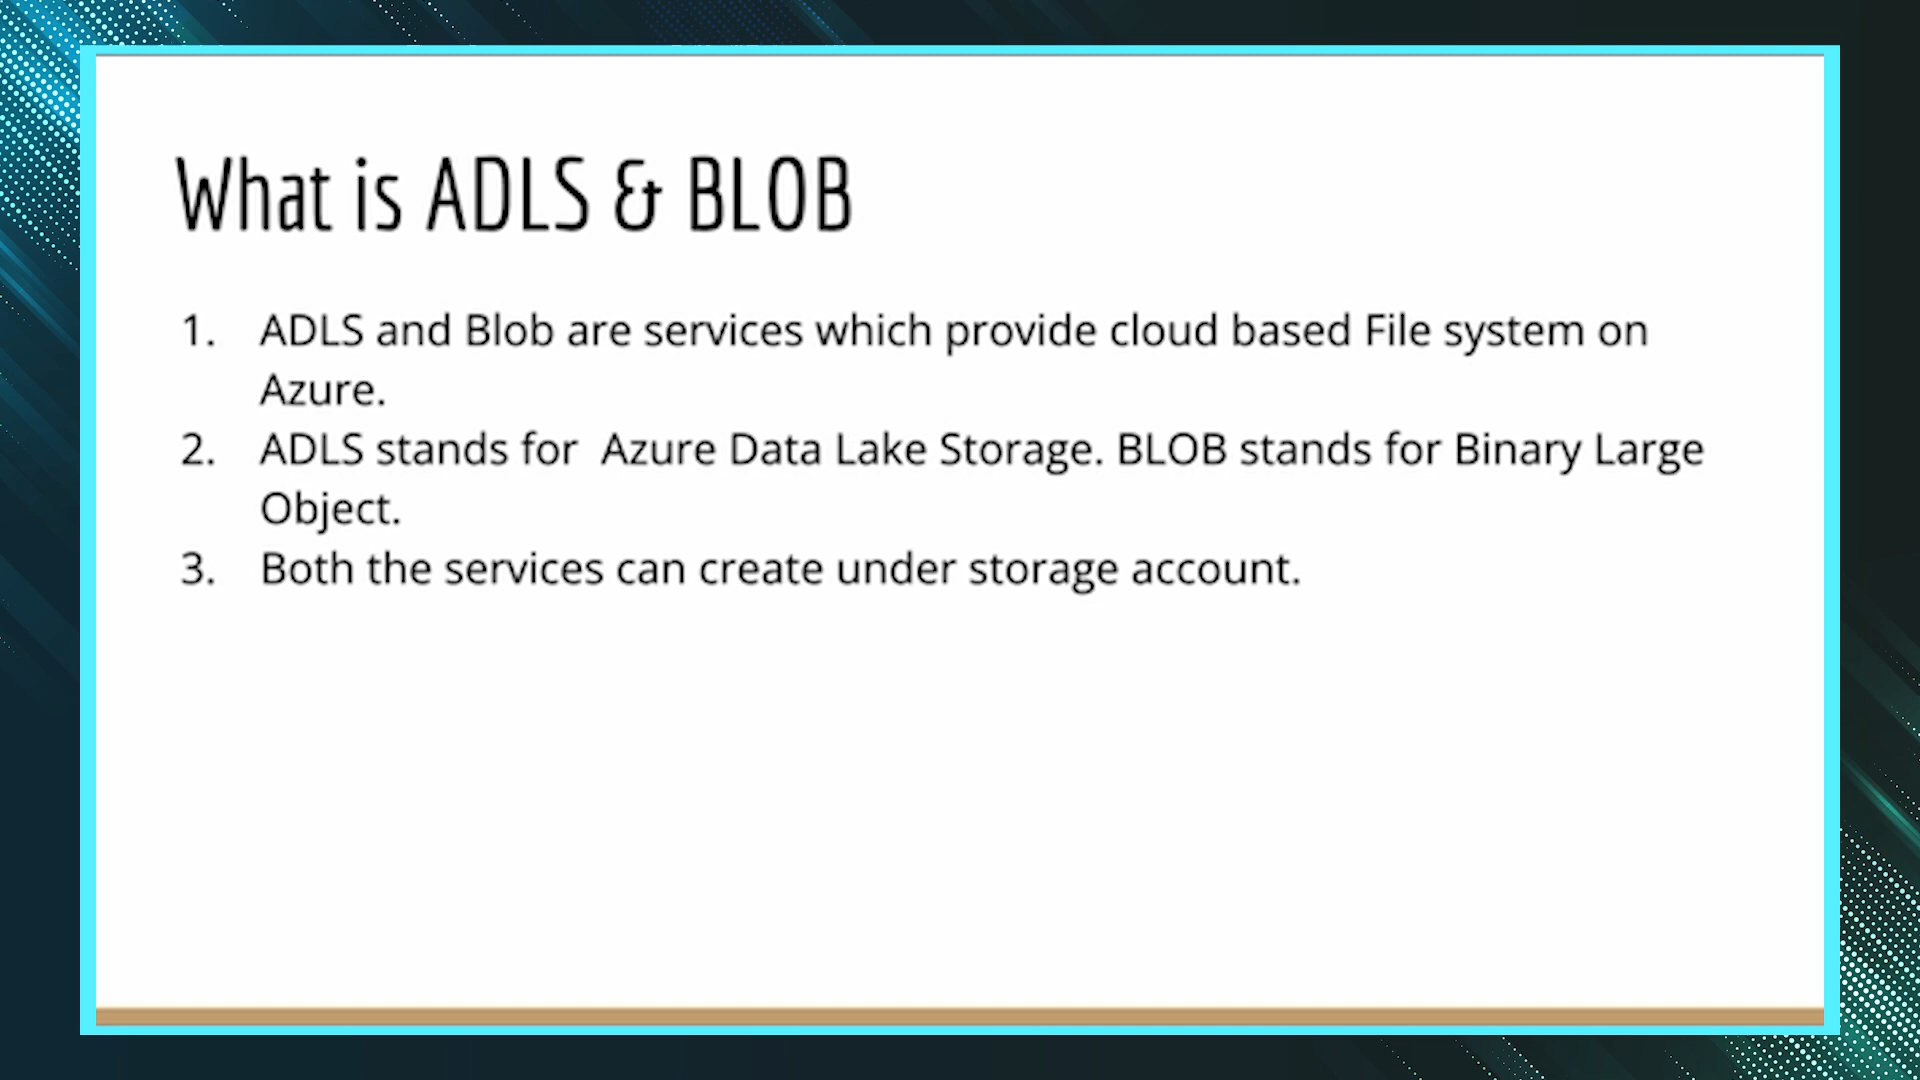 What is ADLS & BLOB
1. ADLS and Blob are services which provide cloud based File system on
Azure.
2. ADLS stands for  Azure Data Lake Storage. BLOB stands for Binary Large
Object.
3. Both the services can create under storage account.